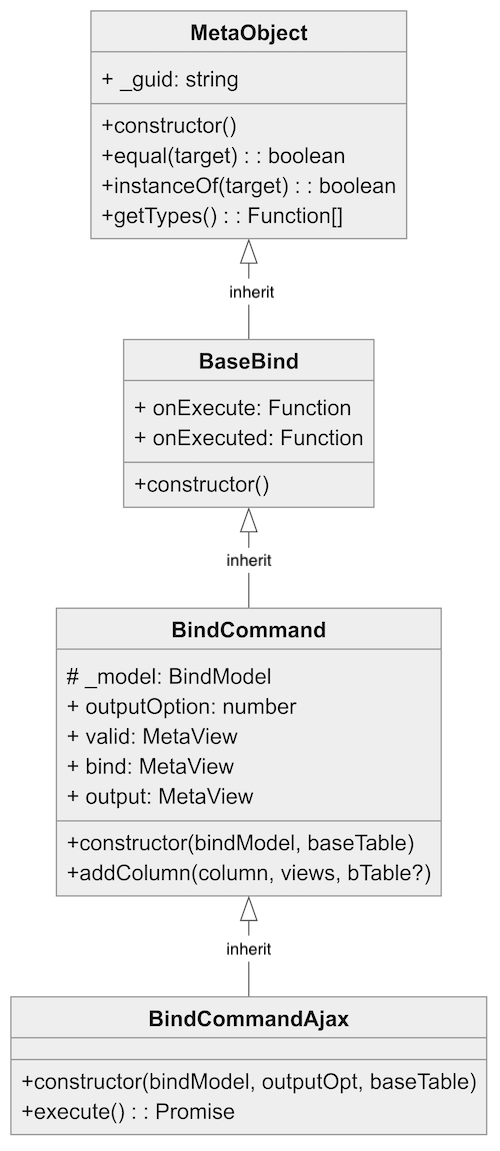 MetaObject
+ _guid: string
+constructor()
+equal(target) : : boolean
+instanceOf(target) : : boolean
+getTypes() : : Function[]
inherit
BaseBind
+ onExecute: Function
+ onExecuted: Function
+constructor()
inherit
BindCommand
# _model: BindModel
+ outputOption: number
+ valid: MetaView
+ bind: MetaView
+ output: MetaView
+constructor(bindModel, baseTable)
+addColumn(column, views, bTable?)
inherit
BindCommandAjax
+constructor(bindModel, outputOpt, baseTable)
+execute() : : Promise